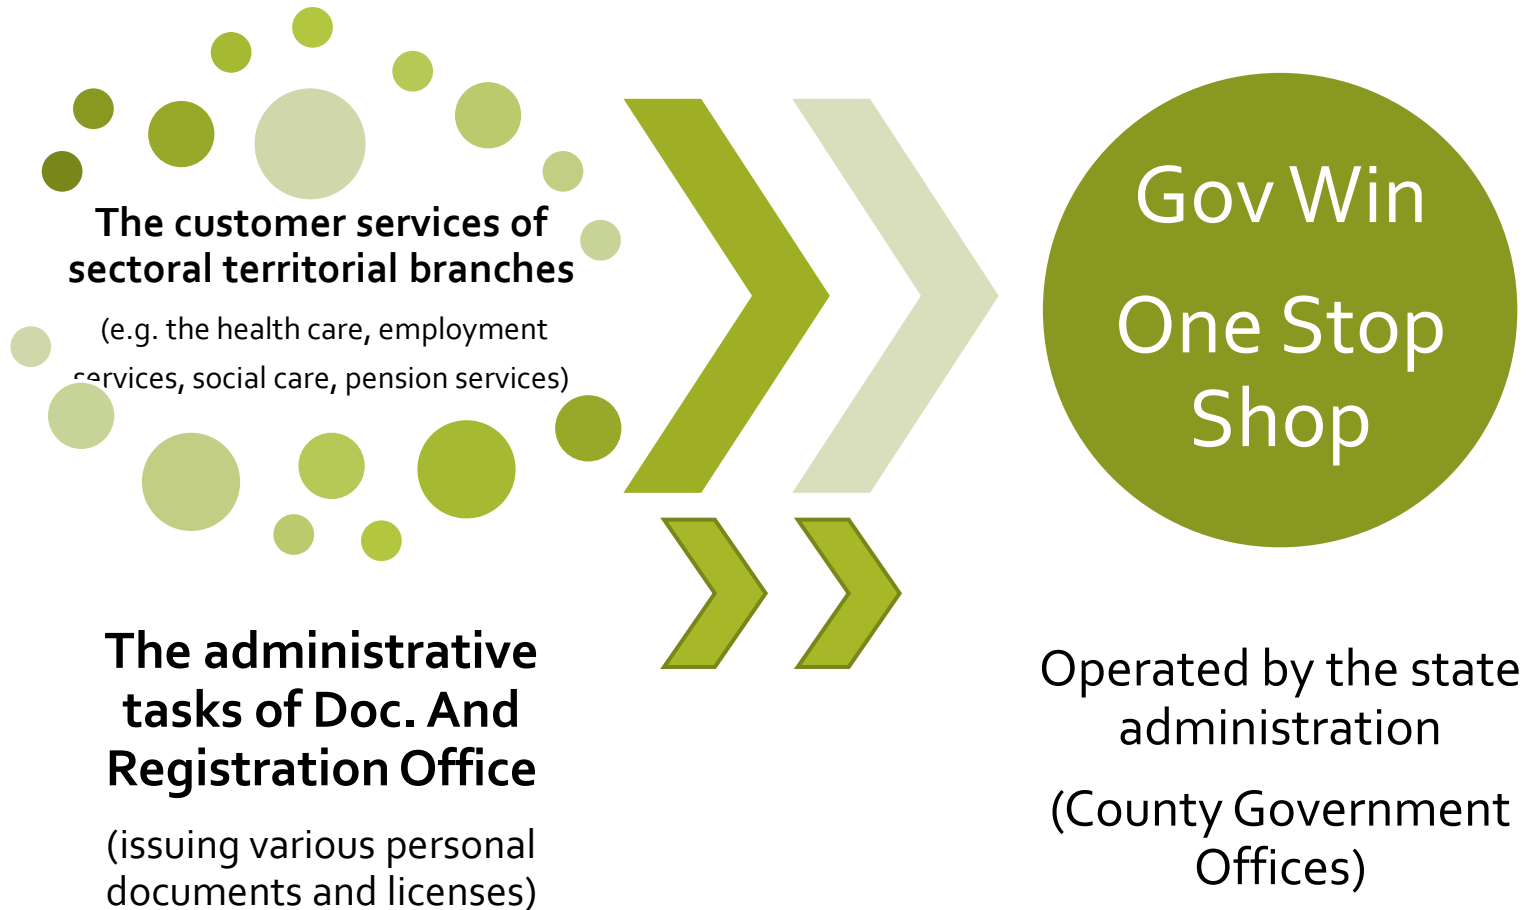 The customer services of
sectoral territorial branches
(e.g. the health care, employment
services, social care, pension services)
The administrative
tasks of Doc. And
Registration Office
(issuing various personal
documents and licenses)
Gov Win
One Stop
Shop
Operated by the state
administration
(County Government
Offices)